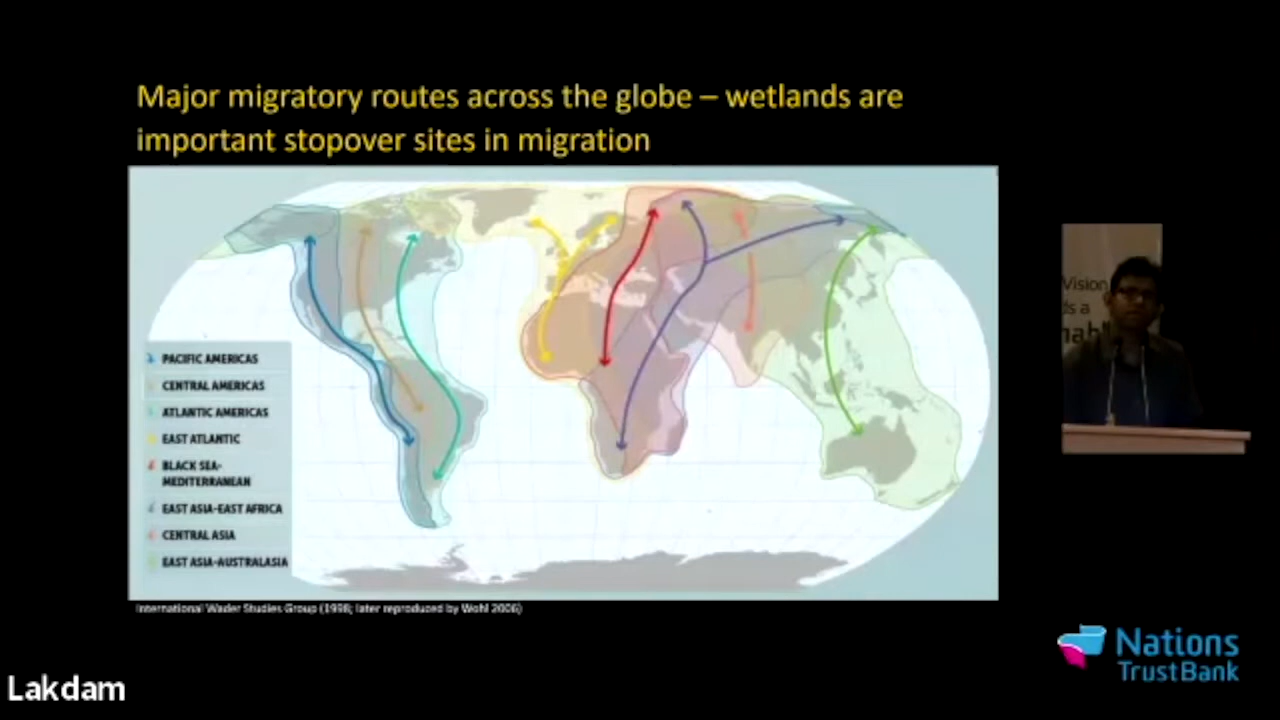 Major migratory routes across the globe – wetlands are
important stopover sites in migration
PACIFIC AMERICAS
CENTRAL AMERICAS
ATLANTIC AMERICAS
EAST ATLANTIC
BLACK SEA-
MEDITERRANEAN
EAST ASIA-EAST AFRICA
CENTRAL ASIA
EAST ASIA-AUSTRALASIA
International Wader Studies Group (1998; later reproduced by Wohl 2006)
Vision
ds a
Nations
TrustBank
Lakdam